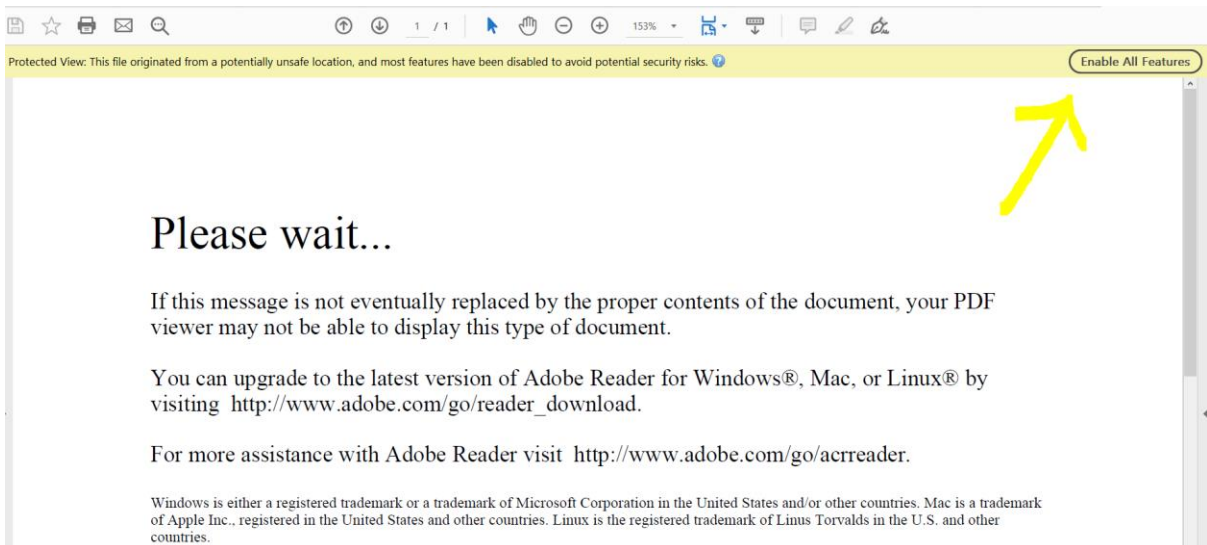 1 / 1 153%
Protected View: This file originated from a potentially unsafe location, and most features have been disabled to avoid potential security risks. ? Enable All Features
Please wait...
If this message is not eventually replaced by the proper contents of the document, your PDF
viewer may not be able to display this type of document.
You can upgrade to the latest version of Adobe Reader for Windows®, Mac, or Linux® by
visiting http://www.adobe.com/go/reader_download.
For more assistance with Adobe Reader visit http://www.adobe.com/go/acrreader.
Windows is either a registered trademark or a trademark of Microsoft Corporation in the United States and/or other countries. Mac is a trademark
of Apple Inc., registered in the United States and other countries. Linux is the registered trademark of Linus Torvalds in the U.S. and other
countries.